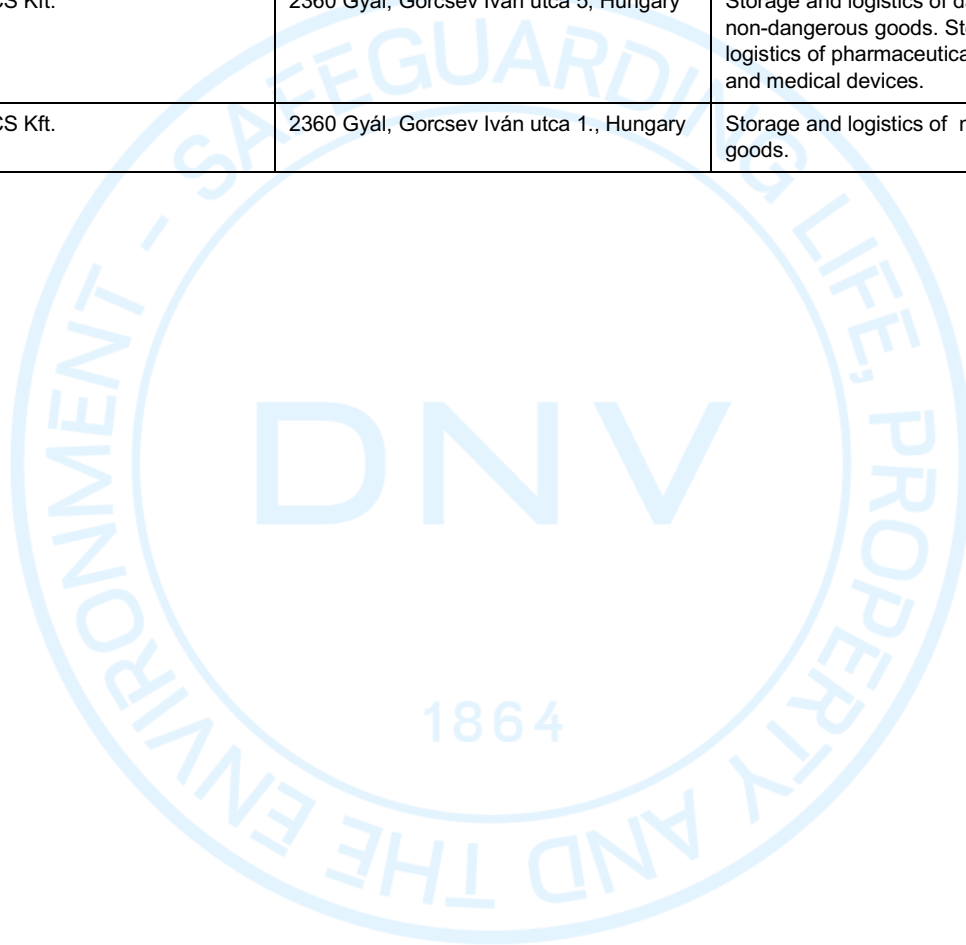 CS Kft.
2360 Gyál, Gorcsev Iván utca 5, Hungary
Storage and logistics of
non-dangerous goods.
logistics of
and medical devices.
CS Kft.
2360 Gyál, Gorcsev Iván utca 1., Hungary
Storage and logistics of
goods.
SAFEGUARDING LIFE, PROPERTY AND THE ENVIRONMENT -
DNV
1864